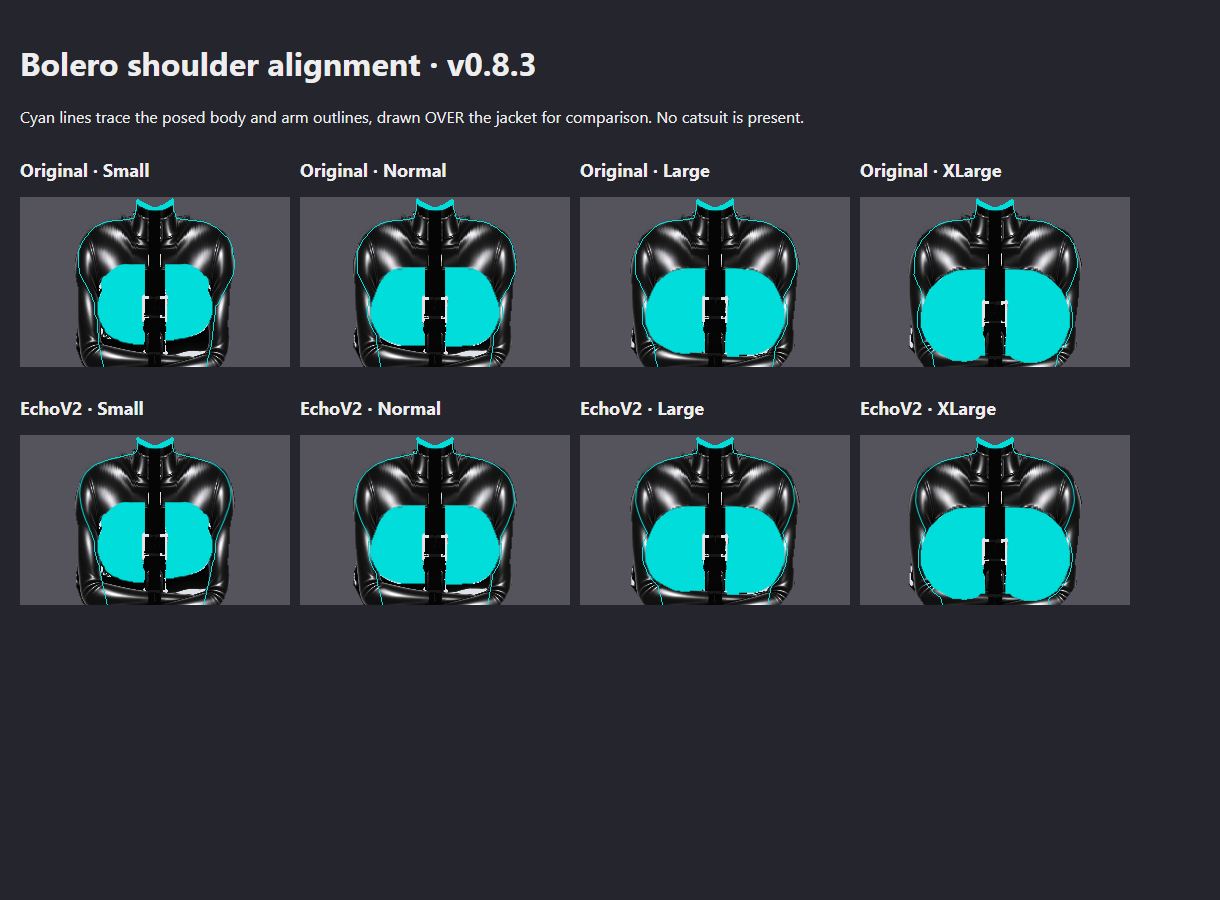 Bolero shoulder alignment · v0.8.3
Cyan lines trace the posed body and arm outlines, drawn OVER the jacket for comparison. No catsuit is present.
Original · Small
Original · Normal
Original · Large
Original · XLarge
EchoV2 · Small
EchoV2 · Normal
EchoV2 · Large
EchoV2 · XLarge